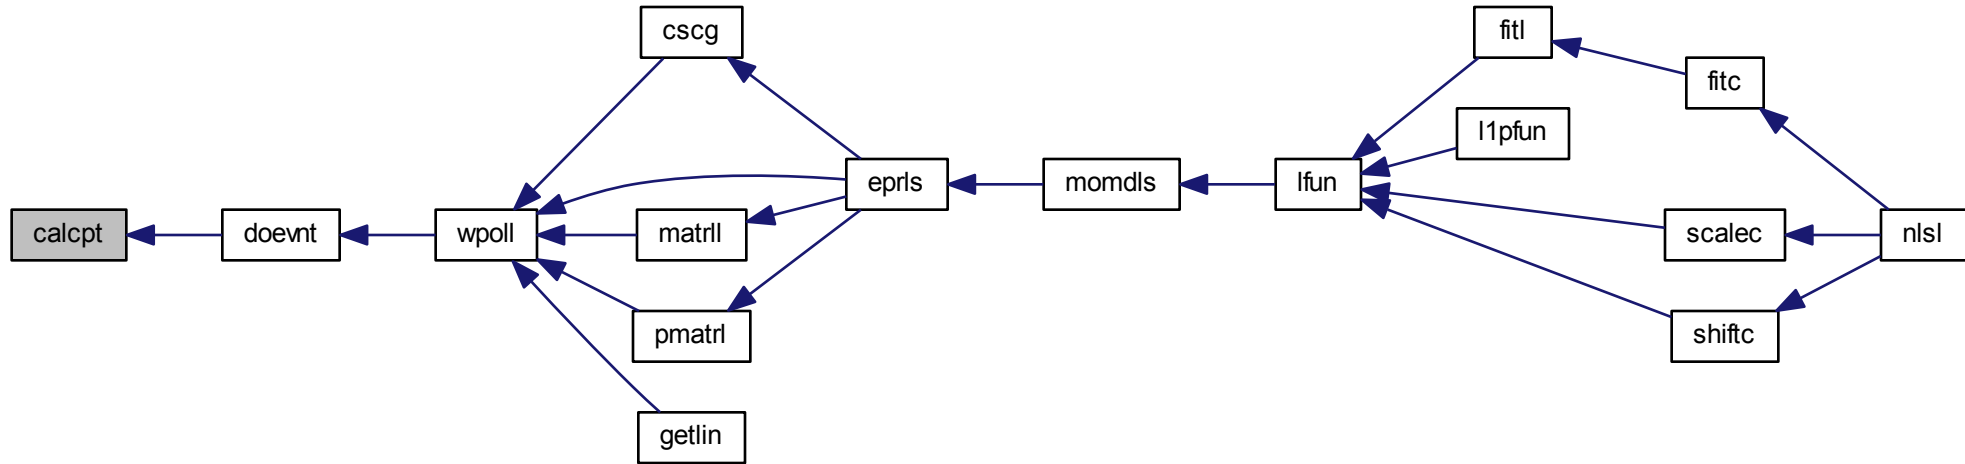 calcpt
doevnt
wpoll
cscg
matrll
pmatrl
getlin
eprls
momdls
lfun
fitl
l1pfun
scalec
shiftc
fitc
nlsl